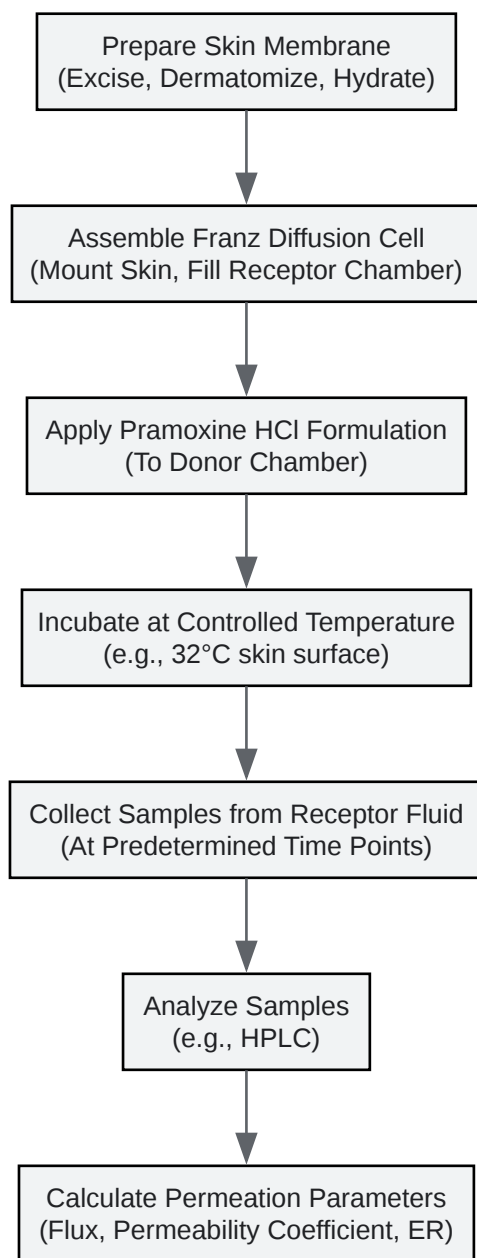 Prepare Skin Membrane
(Excise, Dermatomize, Hydrate)
Assemble Franz Diffusion Cell
(Mount Skin, Fill Receptor Chamber)
Apply Pramoxine HCl Formulation
(To Donor Chamber)
Incubate at Controlled Temperature
(e.g., 32°C skin surface)
Collect Samples from Receptor Fluid
(At Predetermined Time Points)
Analyze Samples
(e.g., HPLC)
Calculate Permeation Parameters
(Flux, Permeability Coefficient, ER)